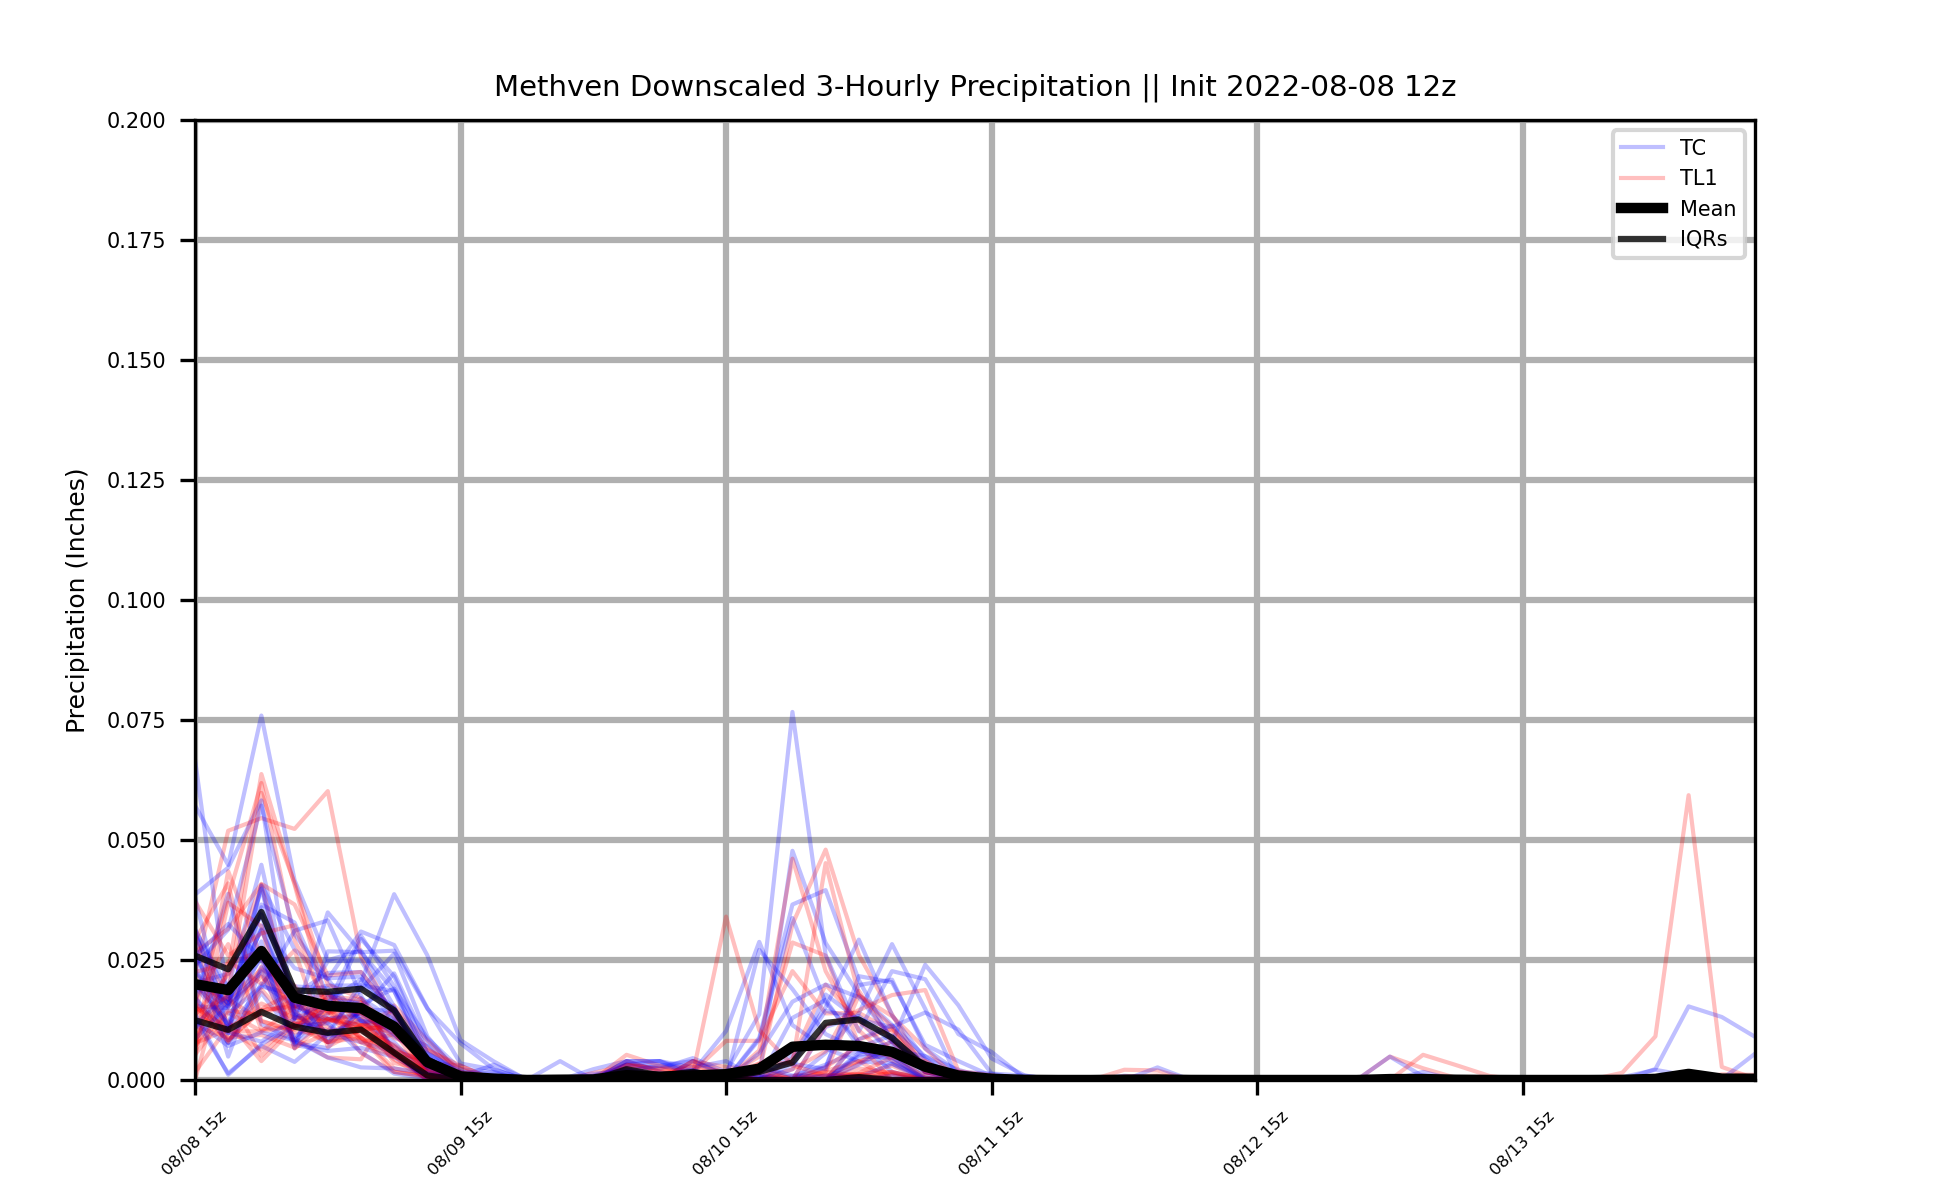 Methven Downscaled 3-Hourly Precipitation || Init 2022-08-08 12z
0.200
0.175
0.150
0.125
0.100
0.075
0.050
0.025
0.000
Precipitation (Inches)
TC
TL1
Mean
IQRs
08/08 15z
08/09 15z
08/10 15z
08/11 15z
08/12 15z
08/13 15z